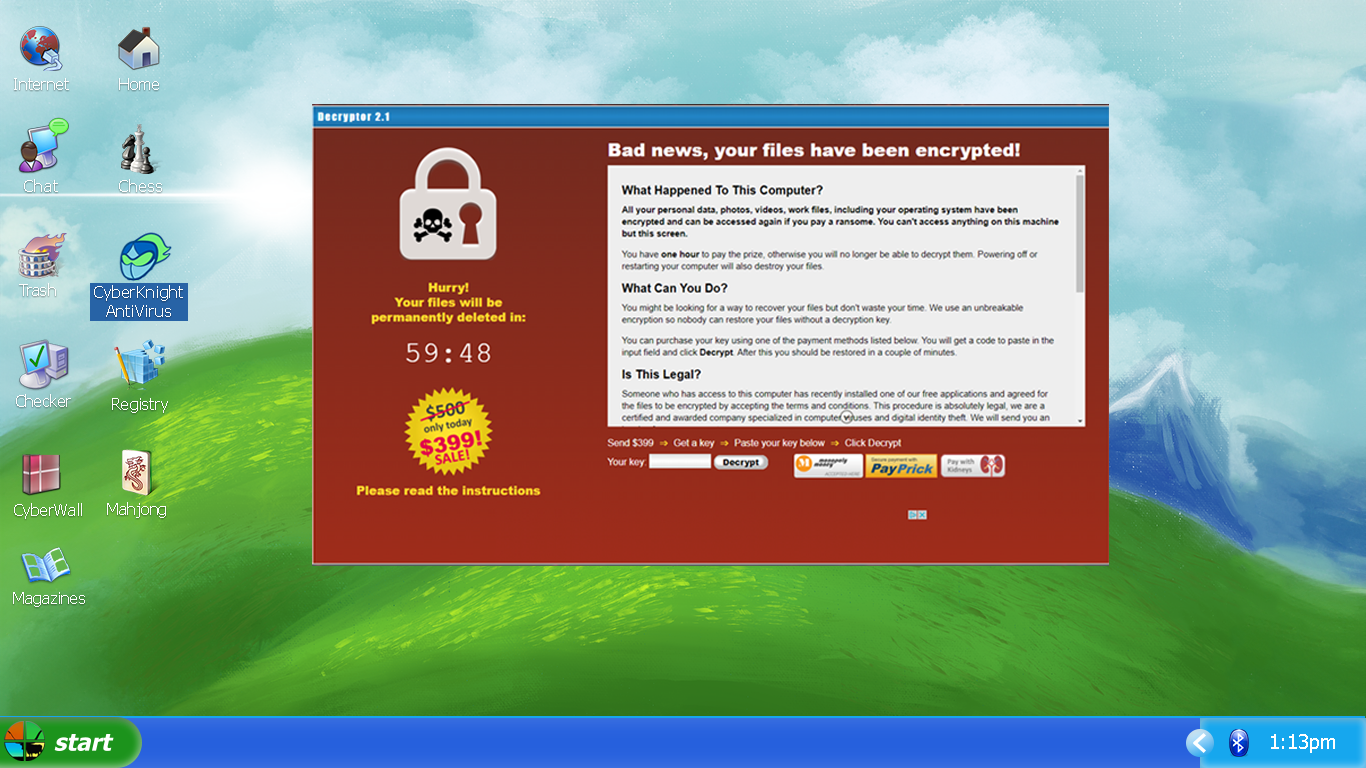 Internet
Home
Chat
Chess
Trash
CyberKnight
AntiVirus
Checker
Registry
CyberWall
Mahjong
Magazines
Decryptor 2.1
Hurry!
Your files will be
permanently deleted in:
59:48
$500
only today
$399!
SALE!
Please read the instructions
Bad news, your files have been encrypted!
What Happened To This Computer?
All your personal data, photos, videos, work files, including your operating system have been
encrypted and can be accessed again if you pay a ransome. You can't access anything on this machine
but this screen.
You have one hour to pay the prize, otherwise you will no longer be able to decrypt them. Powering off or
restarting your computer will also destroy your files.
What Can You Do?
You might be looking for a way to recover your files but don't waste your time. We use an unbreakable
encryption so nobody can restore your files without a decryption key.
You can purchase your key using one of the payment methods listed below. You will get a code to paste in the
input field and click Decrypt. After this you should be restored in a couple of minutes.
Is This Legal?
Someone who has access to this computer has recently installed one of our free applications and agreed for
the files to be encrypted by accepting the terms and conditions. This procedure is absolutely legal, we are a
certified and awarded company specialized in computer uses and digital identity theft. We will send you an
Send $399 ⇒ Get a key ⇒ Paste your key below ⇒ Click Decrypt
Your key:
Decrypt
monopoly
money
ACCEPTED HERE
Secure payment with
PayPrick
Pay with
Kidneys
start
1:13pm